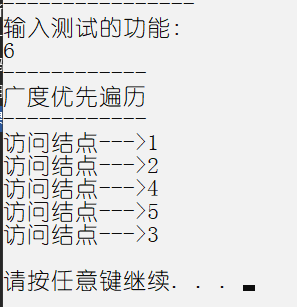 ----------------
输入测试的功能:
6
------------
广度优先遍历
------------
访问结点--->1
访问结点--->2
访问结点--->4
访问结点--->5
访问结点--->3
请按任意键继续. . .